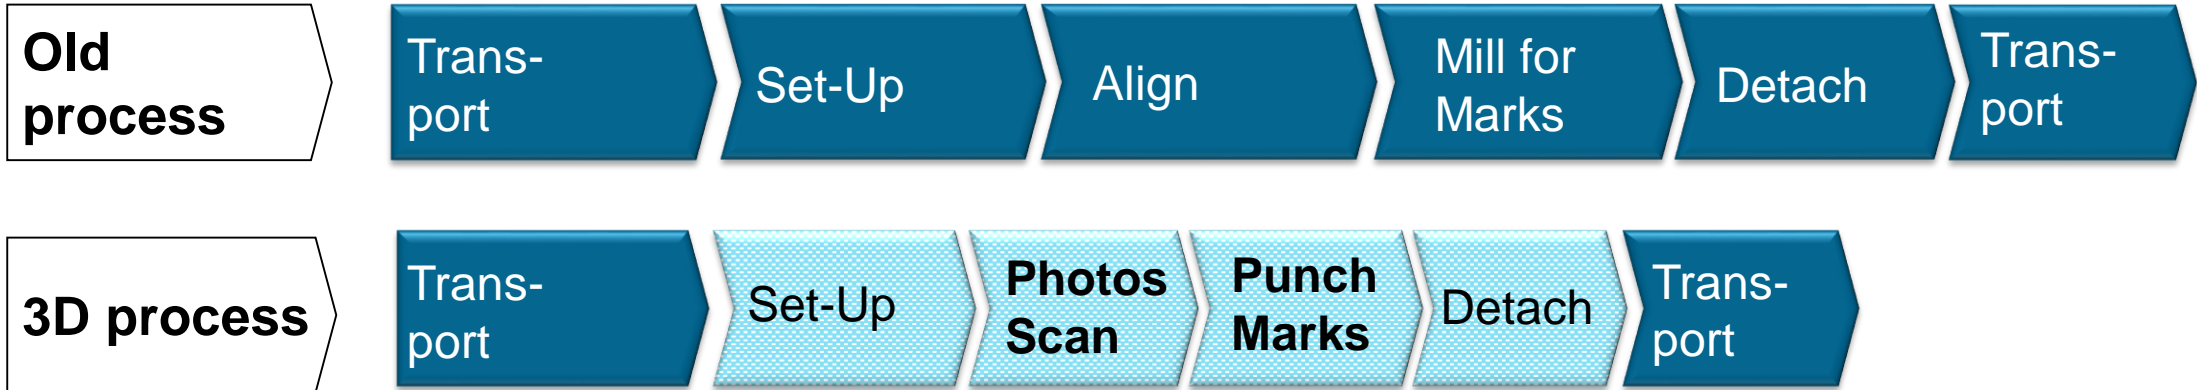 Old
process
Trans-
port
Set-Up
Align
Mill for
Marks
Detach
Trans-
port
3D process
Trans-
port
Set-Up
Photos
Scan
Punch
Marks
Detach
Trans-
port